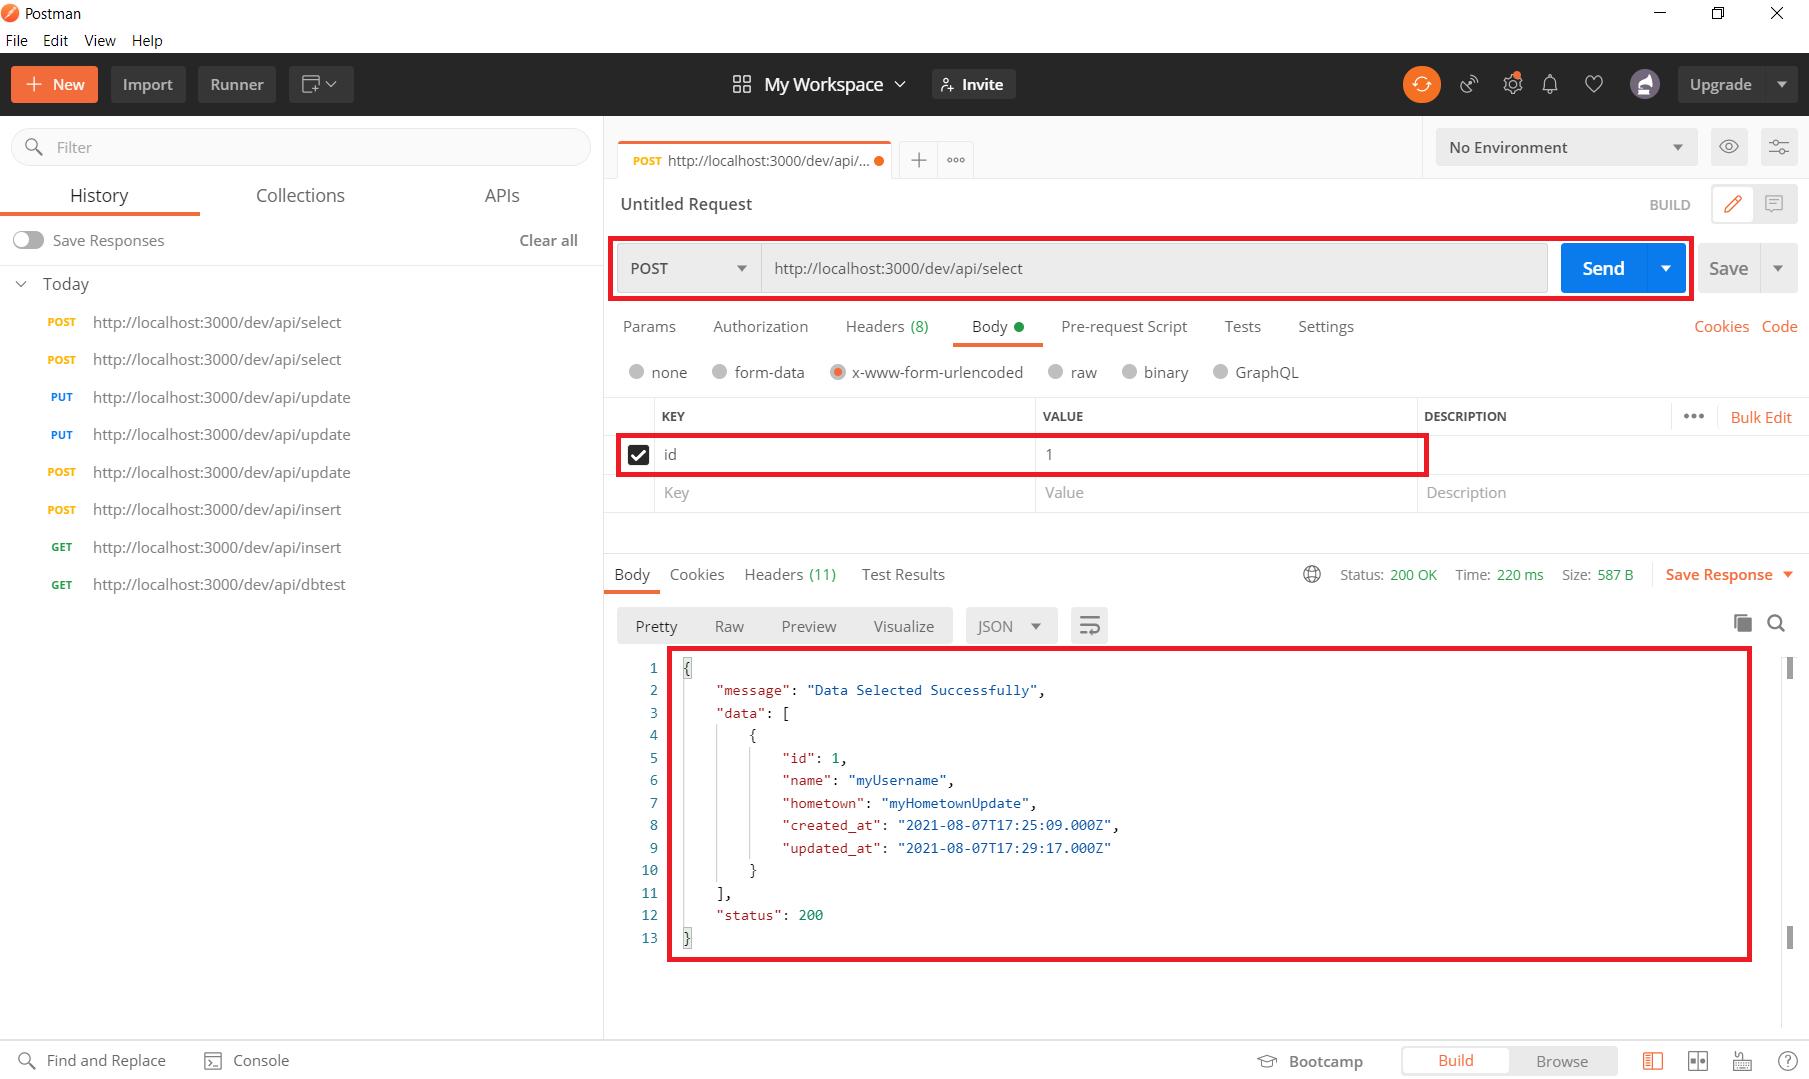 Postman
File Edit View Help
New Import Runner My Workspace Invite Upgrade
Filter
History Collections APIs
Save Responses Clear all
Today
POST http://localhost:3000/dev/api/select
POST http://localhost:3000/dev/api/select
PUT http://localhost:3000/dev/api/update
PUT http://localhost:3000/dev/api/update
POST http://localhost:3000/dev/api/update
POST http://localhost:3000/dev/api/insert
GET http://localhost:3000/dev/api/insert
GET http://localhost:3000/dev/api/dbtest
POST http://localhost:3000/dev/api/...
No Environment
Untitled Request BUILD
POST http://localhost:3000/dev/api/select Send Save
Params Authorization Headers (8) Body Pre-request Script Tests Settings Cookies Code
none form-data x-www-form-urlencoded raw binary GraphQL
KEY VALUE DESCRIPTION Bulk Edit
id 1
Key Value Description
Body Cookies Headers (11) Test Results Status: 200 OK Time: 220 ms Size: 587 B Save Response
Pretty Raw Preview Visualize JSON
1 {
2 "message": "Data Selected Successfully",
3 "data": [
4 {
5 "id": 1,
6 "name": "myUsername",
7 "hometown": "myHometownUpdate",
8 "created_at": "2021-08-07T17:25:09.000Z",
9 "updated_at": "2021-08-07T17:29:17.000Z"
10 }
11 ],
12 "status": 200
13 }
Find and Replace Console Bootcamp Build Browse